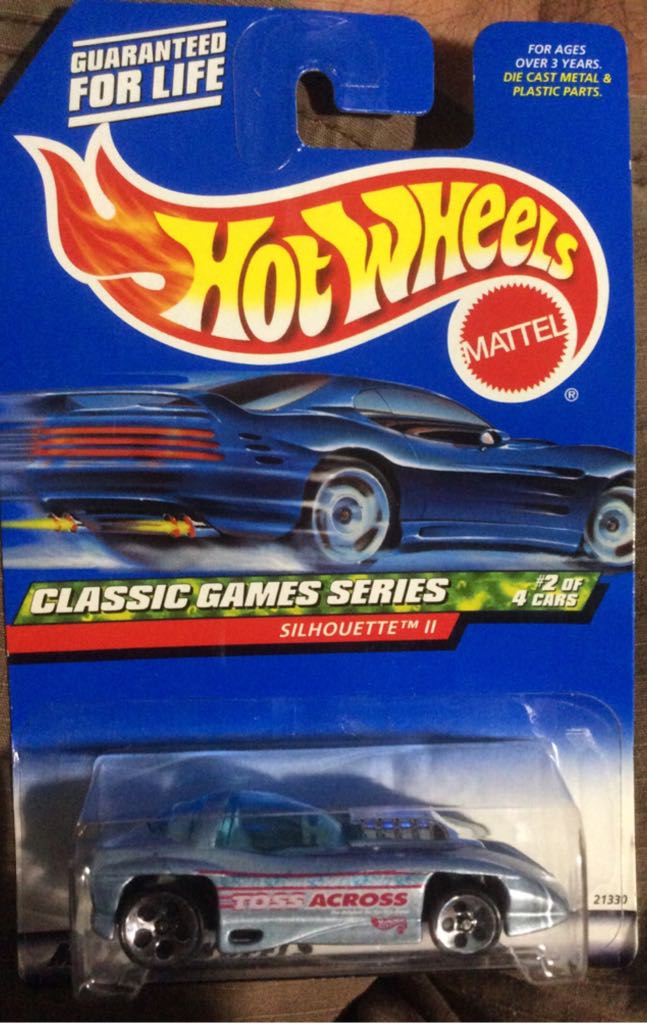 GUARANTEED
FOR LIFE
FOR AGES
OVER 3 YEARS.
DIE CAST METAL &
PLASTIC PARTS.
HOT WHEELS
MATTEL
®
CLASSIC GAMES SERIES
#2 OF
4 CARS
SILHOUETTE™ II
TOSS ACROSS
21330